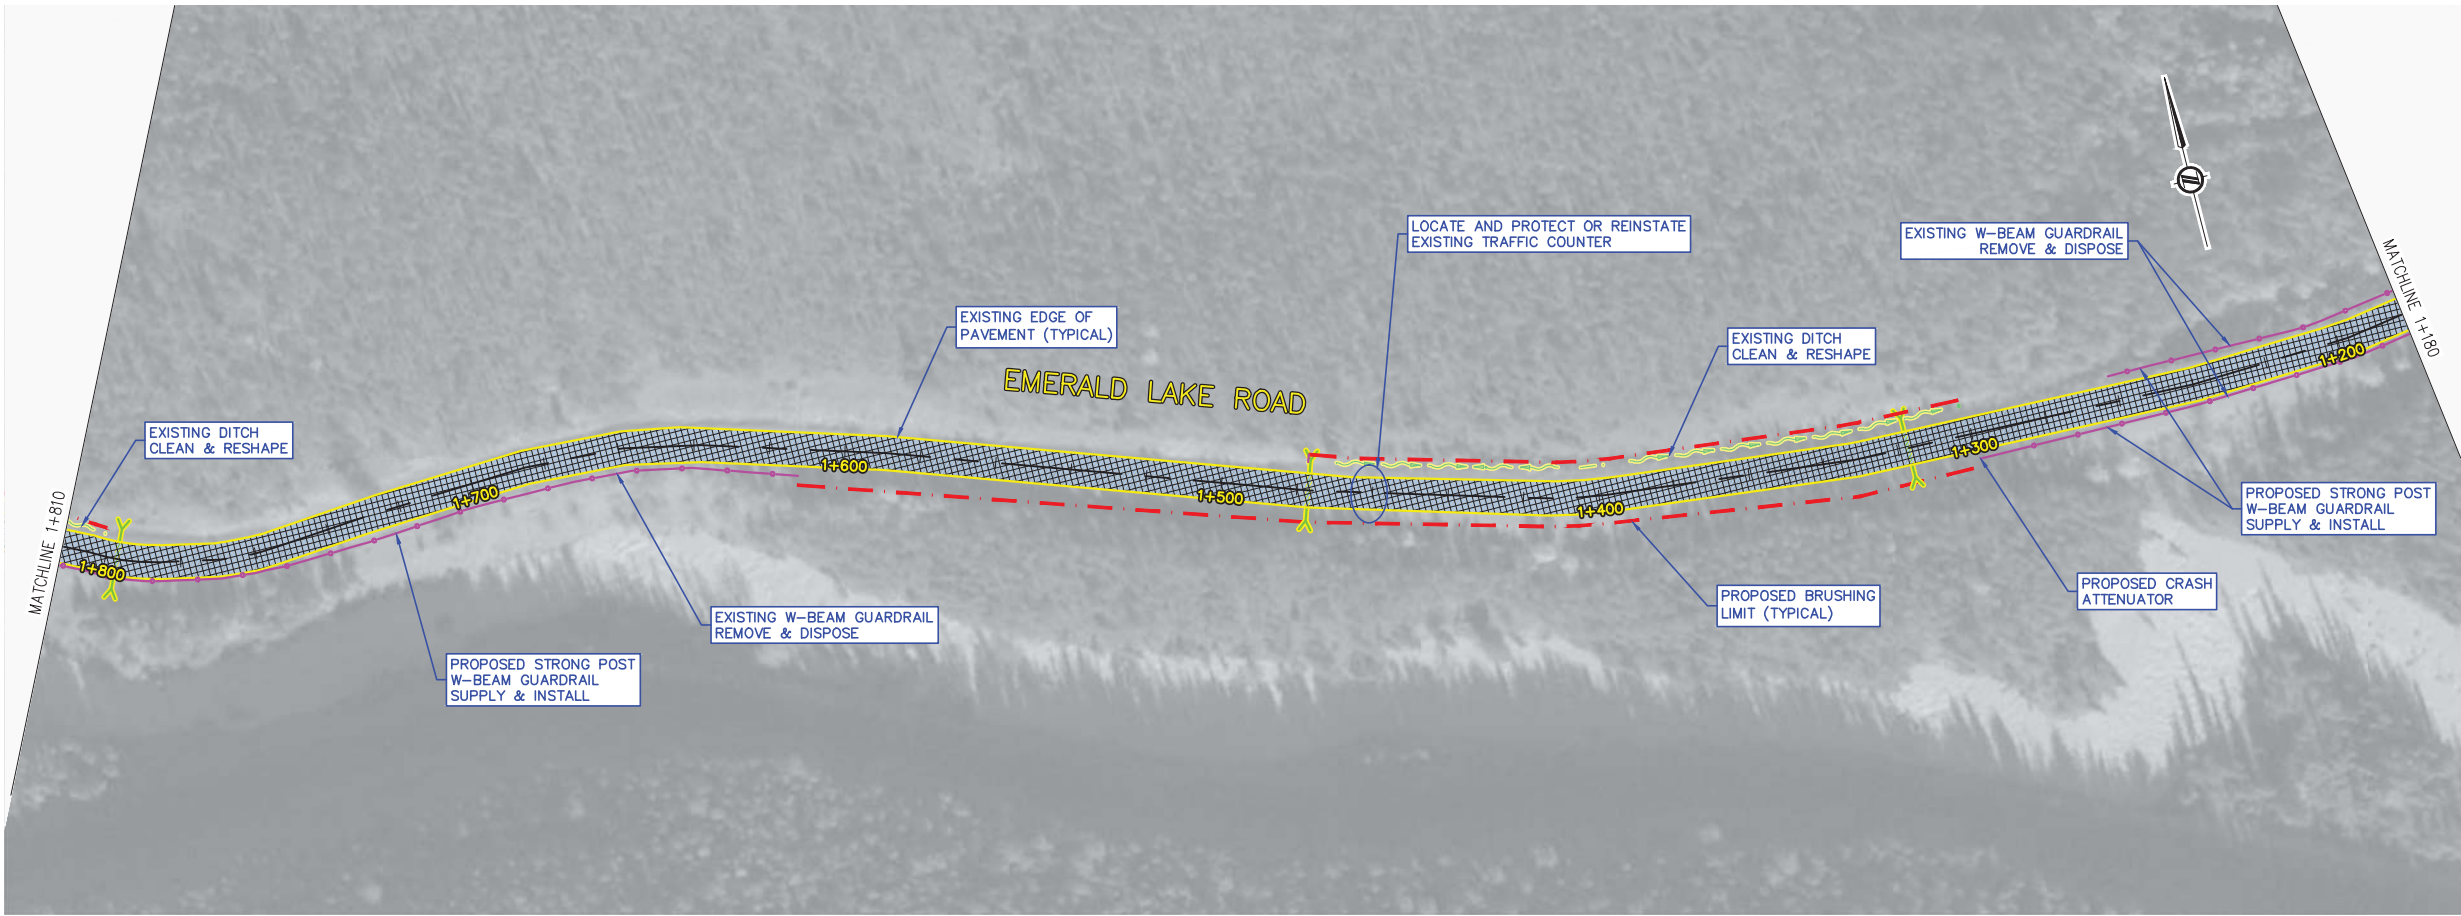 LOCATE AND PROTECT OR REINSTATE
EXISTING TRAFFIC COUNTER
EXISTING W-BEAM GUARDRAIL
REMOVE & DISPOSE
MATCHLINE 1+180
EXISTING EDGE OF
PAVEMENT (TYPICAL)
EXISTING DITCH
CLEAN & RESHAPE
EMERALD LAKE ROAD
EXISTING DITCH
CLEAN & RESHAPE
MATCHLINE 1+810
1+800
1+700
1+600
1+500
1+400
1+300
1+200
PROPOSED STRONG POST
W-BEAM GUARDRAIL
SUPPLY & INSTALL
PROPOSED CRASH
ATTENUATOR
PROPOSED BRUSHING
LIMIT (TYPICAL)
EXISTING W-BEAM GUARDRAIL
REMOVE & DISPOSE
PROPOSED STRONG POST
W-BEAM GUARDRAIL
SUPPLY & INSTALL